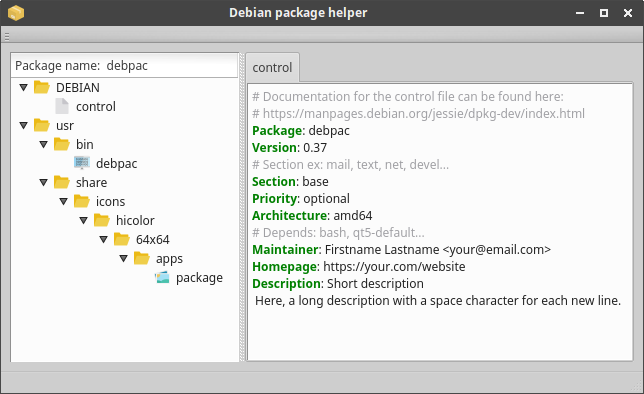 Debian package helper
Package name: debpac
DEBIAN
control
usr
bin
debpac
share
icons
hicolor
64x64
apps
package
control
# Documentation for the control file can be found here:
# https://manpages.debian.org/jessie/dpkg-dev/index.html
Package: debpac
Version: 0.37
# Section ex: mail, text, net, devel...
Section: base
Priority: optional
Architecture: amd64
# Depends: bash, qt5-default...
Maintainer: Firstname Lastname <your@email.com>
Homepage: https://your.com/website
Description: Short description
Here, a long description with a space character for each new line.